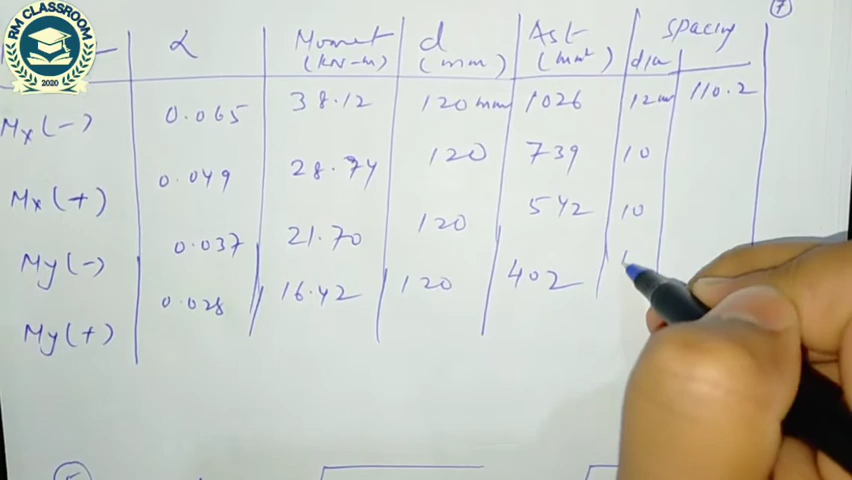 RM CLASSROOM
2020
7
α Moment (kN-m) d (mm) Ast (mm²) dia spacing
Mx(-) 0.065 38.12 120mm 1026 12mm 110.2
Mx(+) 0.049 28.74 120 739 10
My(-) 0.037 21.70 120 542 10
My(+) 0.028 16.42 120 402